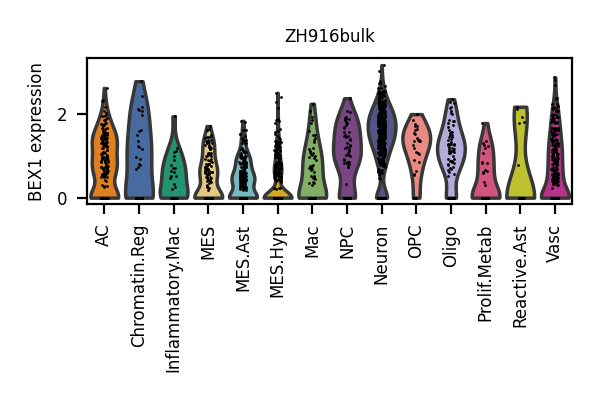 ZH916bulk
BEX1 expression
2
0
AC
Chromatin.Reg
Inflammatory.Mac
MES
MES.Ast
MES.Hyp
Mac
NPC
Neuron
OPC
Oligo
Prolif.Metab
Reactive.Ast
Vasc